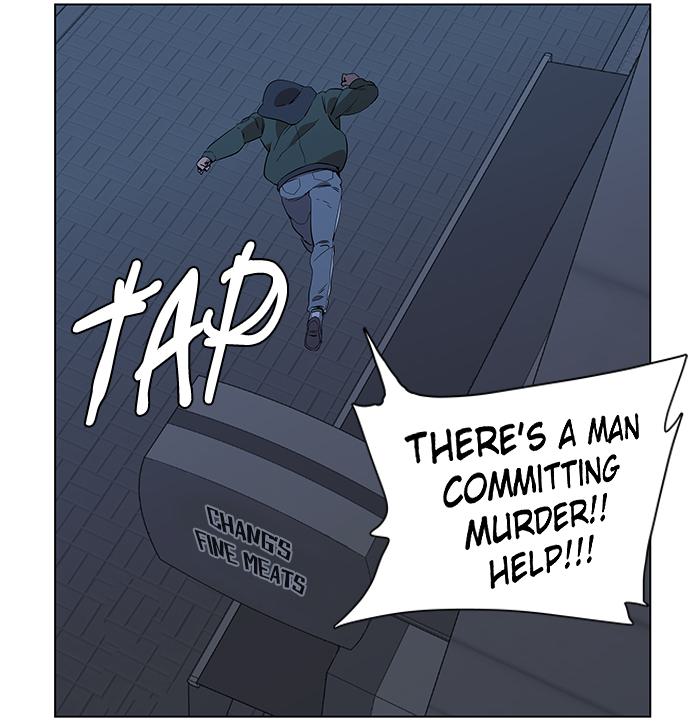 TAP
THERE'S A MAN
COMMITTING
MURDER!!
HELP!!!
CHANG'S
FINE MEATS